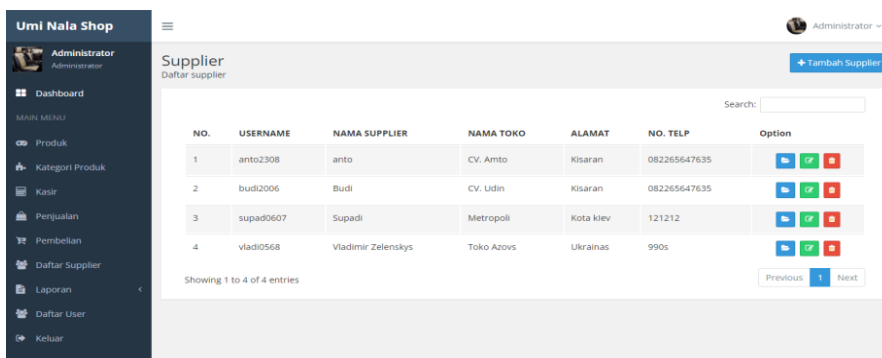 Umi Nala Shop
Administrator
Administrator
Administrator
Dashboard
MAIN MENU
Produk
Kategori Produk
Kasir
Penjualan
Pembelian
Daftar Supplier
Laporan
Daftar User
Keluar
Supplier
Daftar supplier
+ Tambah Supplier
Search:
NO. USERNAME NAMA SUPPLIER NAMA TOKO ALAMAT NO. TELP Option
1 anto2308 anto CV. Amto Kisaran 082265647635
2 budi2006 Budi CV. Udin Kisaran 082265647635
3 supad0607 Supadi Metropoli Kota kIev 121212
4 vladi0568 Vladimir Zelenskys Toko Azovs Ukrainas 990s
Showing 1 to 4 of 4 entries
Previous 1 Next